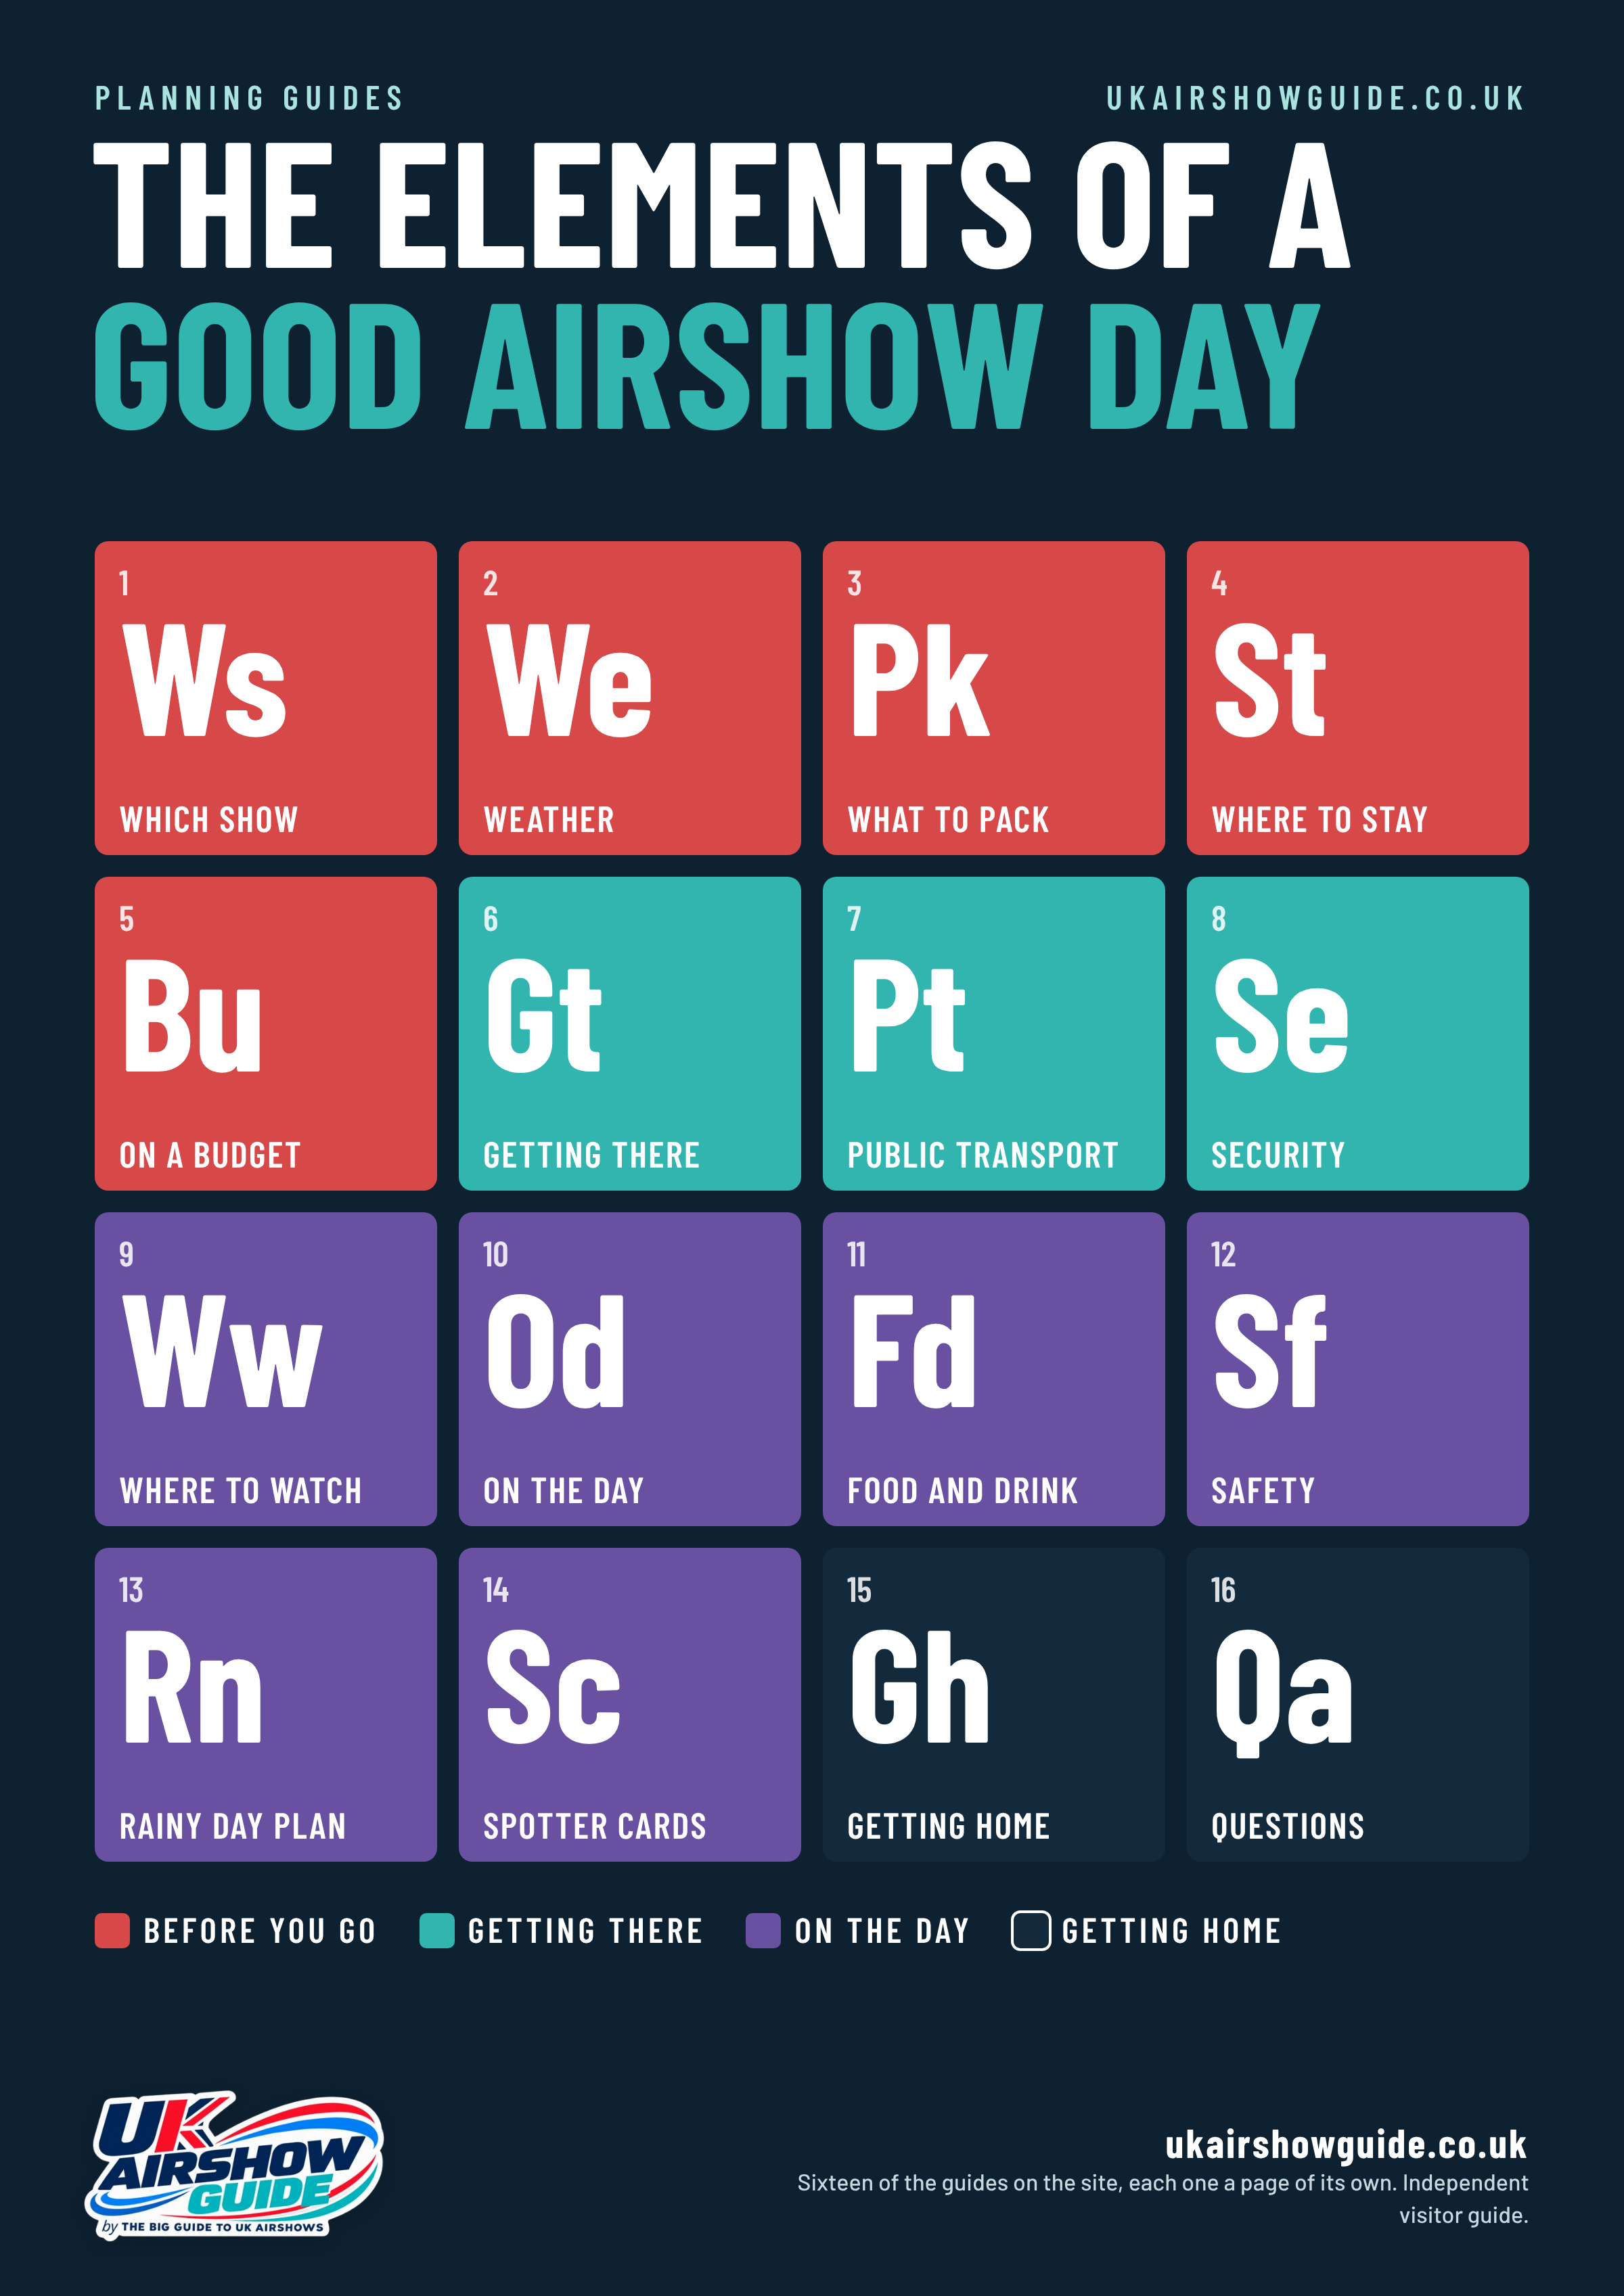 PLANNING GUIDES
UKAIRSHOWGUIDE.CO.UK
THE ELEMENTS OF A
GOOD AIRSHOW DAY
1
Ws
WHICH SHOW
2
We
WEATHER
3
Pk
WHAT TO PACK
4
St
WHERE TO STAY
5
Bu
ON A BUDGET
6
Gt
GETTING THERE
7
Pt
PUBLIC TRANSPORT
8
Se
SECURITY
9
Ww
WHERE TO WATCH
10
Od
ON THE DAY
11
Fd
FOOD AND DRINK
12
Sf
SAFETY
13
Rn
RAINY DAY PLAN
14
Sc
SPOTTER CARDS
15
Gh
GETTING HOME
16
Qa
QUESTIONS
BEFORE YOU GO
GETTING THERE
ON THE DAY
GETTING HOME
UK
AIRSHOW
GUIDE
by THE BIG GUIDE TO UK AIRSHOWS
ukairshowguide.co.uk
Sixteen of the guides on the site, each one a page of its own. Independent
visitor guide.